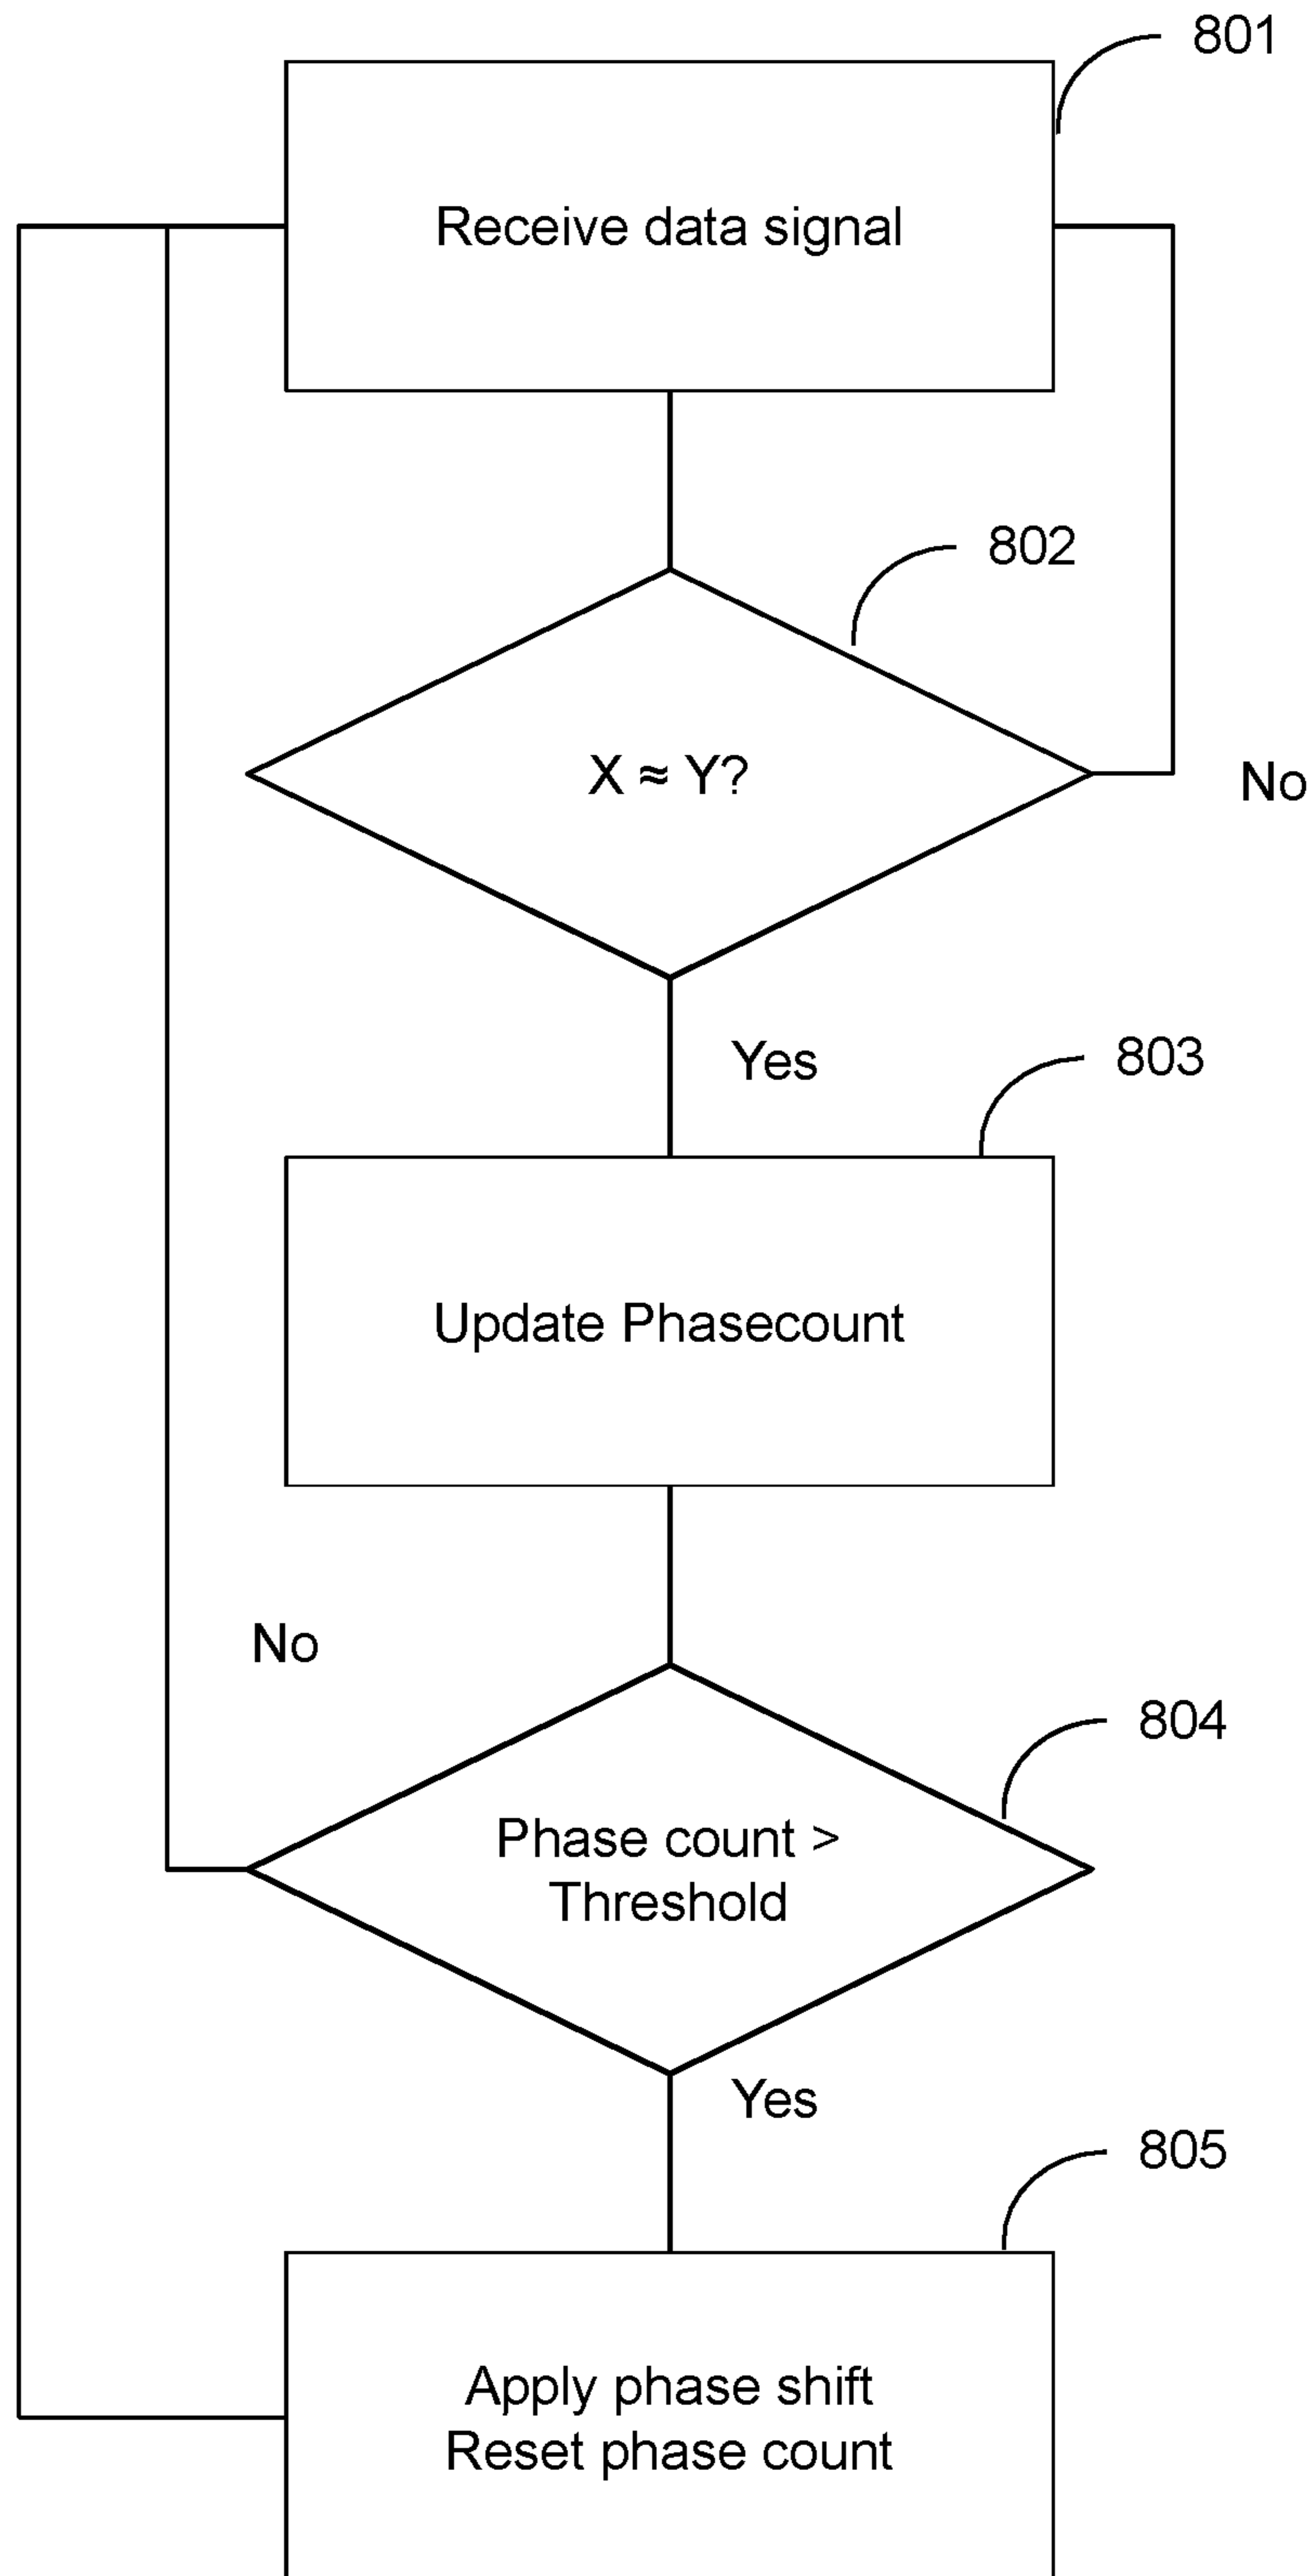 801
Receive data signal
802
X ≈ Y?
No
Yes
803
Update Phasecount
No
804
Phase count >
Threshold
Yes
805
Apply phase shift
Reset phase count